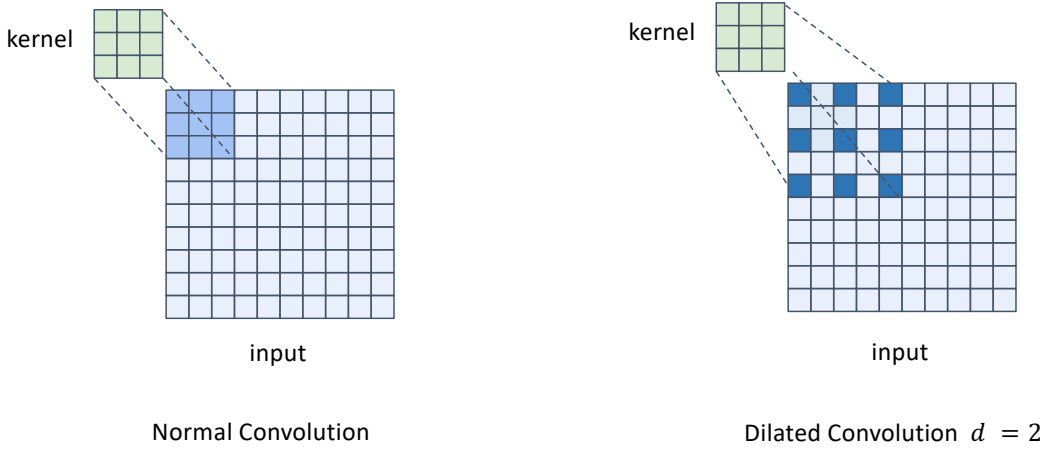 kernel
kernel
input
input
Normal Convolution
Dilated Convolution d = 2